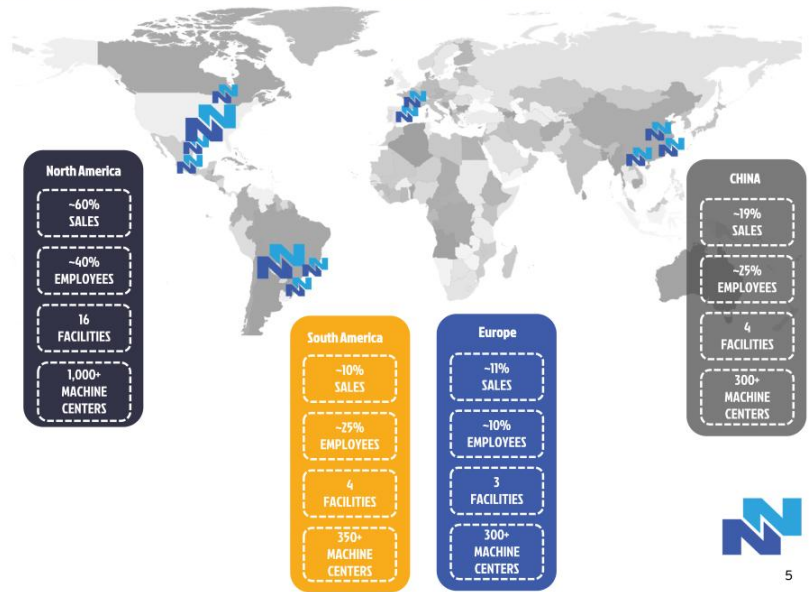 North America
~60%
SALES
~40%
EMPLOYEES
16
FACILITIES
1,000+
MACHINE
CENTERS
South America
~10%
SALES
~25%
EMPLOYEES
4
FACILITIES
350+
MACHINE
CENTERS
Europe
~11%
SALES
~10%
EMPLOYEES
3
FACILITIES
300+
MACHINE
CENTERS
CHINA
~19%
SALES
~25%
EMPLOYEES
4
FACILITIES
300+
MACHINE
CENTERS
NN
5